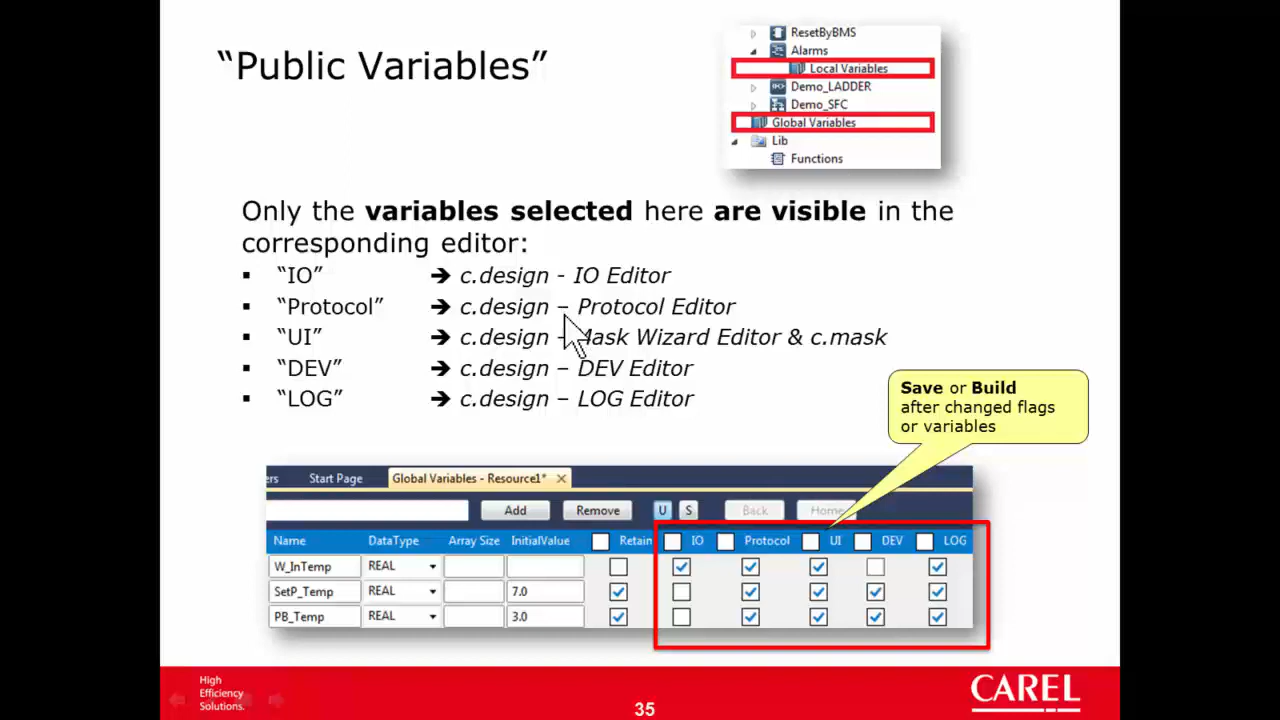 “Public Variables”
ResetByBMS
Alarms
Local Variables
Demo_LADDER
Demo_SFC
Global Variables
Lib
Functions
Only the variables selected here are visible in the
corresponding editor:
▪ “IO” ➔ c.design - IO Editor
▪ “Protocol” ➔ c.design – Protocol Editor
▪ “UI” ➔ c.design - ask Wizard Editor & c.mask
▪ “DEV” ➔ c.design – DEV Editor
▪ “LOG” ➔ c.design – LOG Editor
Save or Build
after changed flags
or variables
ers Start Page Global Variables - Resource1*
Add Remove U S Back Home
Name DataType Array Size InitialValue Retain IO Protocol UI DEV LOG
W_InTemp REAL
SetP_Temp REAL 7.0
PB_Temp REAL 3.0
High
Efficiency
Solutions.
35
CAREL